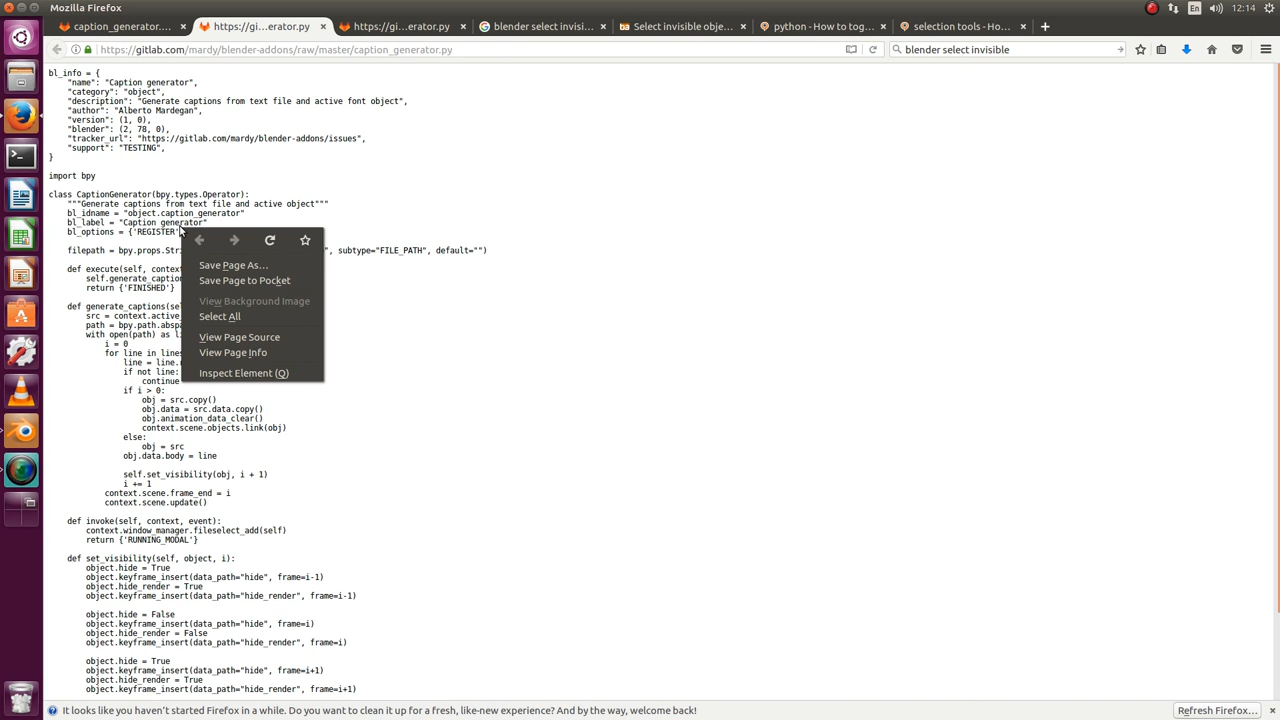 Mozilla Firefox
En
12:14
caption_generator....
https://gi...erator.py
https://gi...erator.py
blender select invisi...
Select invisible obje...
python - How to tog...
selection tools - Ho...
https://gitlab.com/mardy/blender-addons/raw/master/caption_generator.py
blender select invisible
bl_info = {
"name": "Caption generator",
"category": "object",
"description": "Generate captions from text file and active font object",
"author": "Alberto Mardegan",
"version": (1, 0),
"blender": (2, 78, 0),
"tracker_url": "https://gitlab.com/mardy/blender-addons/issues",
"support": "TESTING",
}
import bpy
class CaptionGenerator(bpy.types.Operator):
"""Generate captions from text file and active object"""
bl_idname = "object.caption_generator"
bl_label = "Caption generator"
bl_options = {'REGISTER'
filepath = bpy.props.Stri
", subtype="FILE_PATH", default="")
def execute(self, context
self.generate_caption
return {'FINISHED'}
def generate_captions(sel
src = context.active_
path = bpy.path.abspa
with open(path) as li
i = 0
for line in lines
line = line.
if not line:
continue
if i > 0:
obj = src.copy()
obj.data = src.data.copy()
obj.animation_data_clear()
context.scene.objects.link(obj)
else:
obj = src
obj.data.body = line
self.set_visibility(obj, i + 1)
i += 1
context.scene.frame_end = i
context.scene.update()
def invoke(self, context, event):
context.window_manager.fileselect_add(self)
return {'RUNNING_MODAL'}
def set_visibility(self, object, i):
object.hide = True
object.keyframe_insert(data_path="hide", frame=i-1)
object.hide_render = True
object.keyframe_insert(data_path="hide_render", frame=i-1)
object.hide = False
object.keyframe_insert(data_path="hide", frame=i)
object.hide_render = False
object.keyframe_insert(data_path="hide_render", frame=i)
object.hide = True
object.keyframe_insert(data_path="hide", frame=i+1)
object.hide_render = True
object.keyframe_insert(data_path="hide_render", frame=i+1)
Save Page As...
Save Page to Pocket
View Background Image
Select All
View Page Source
View Page Info
Inspect Element (Q)
It looks like you haven't started Firefox in a while. Do you want to clean it up for a fresh, like-new experience? And by the way, welcome back!
Refresh Firefox...